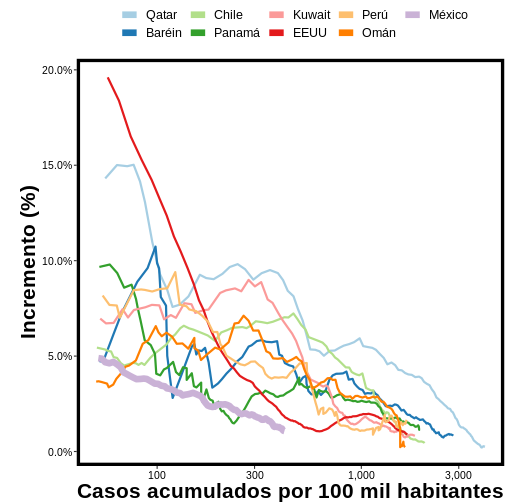 Qatar Chile Kuwait Perú México
Baréin Panamá EEUU Omán
20.0%
15.0%
10.0%
5.0%
0.0%
Incremento (%)
100 300 1,000 3,000
Casos acumulados por 100 mil habitantes